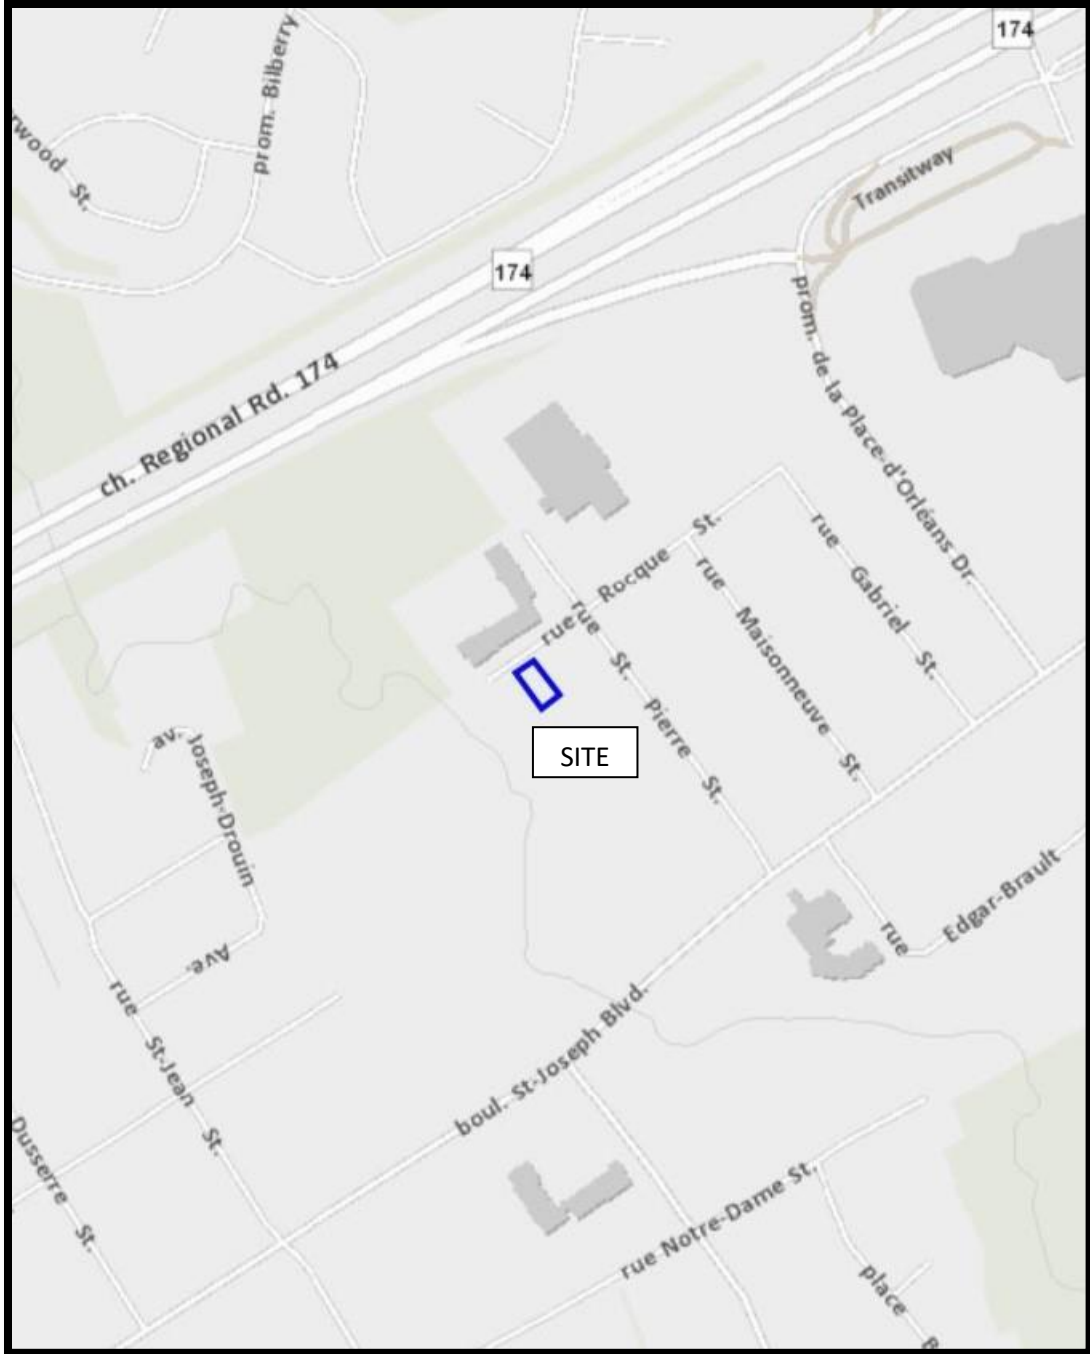 174
prom. Bilberry
rwood St.
Transitway
174
prom. de la Place-d'Orléans Dr.
ch. Regional Rd. 174
rue Rocque St.
rue Gabriel St.
rue Maisonneuve St.
rue St. Pierre St.
SITE
av. Joseph-Drouin Ave.
rue Edgar-Brault
rue St-Jean St.
boul. St-Joseph Blvd.
Dusserre St.
rue Notre-Dame St.
place B